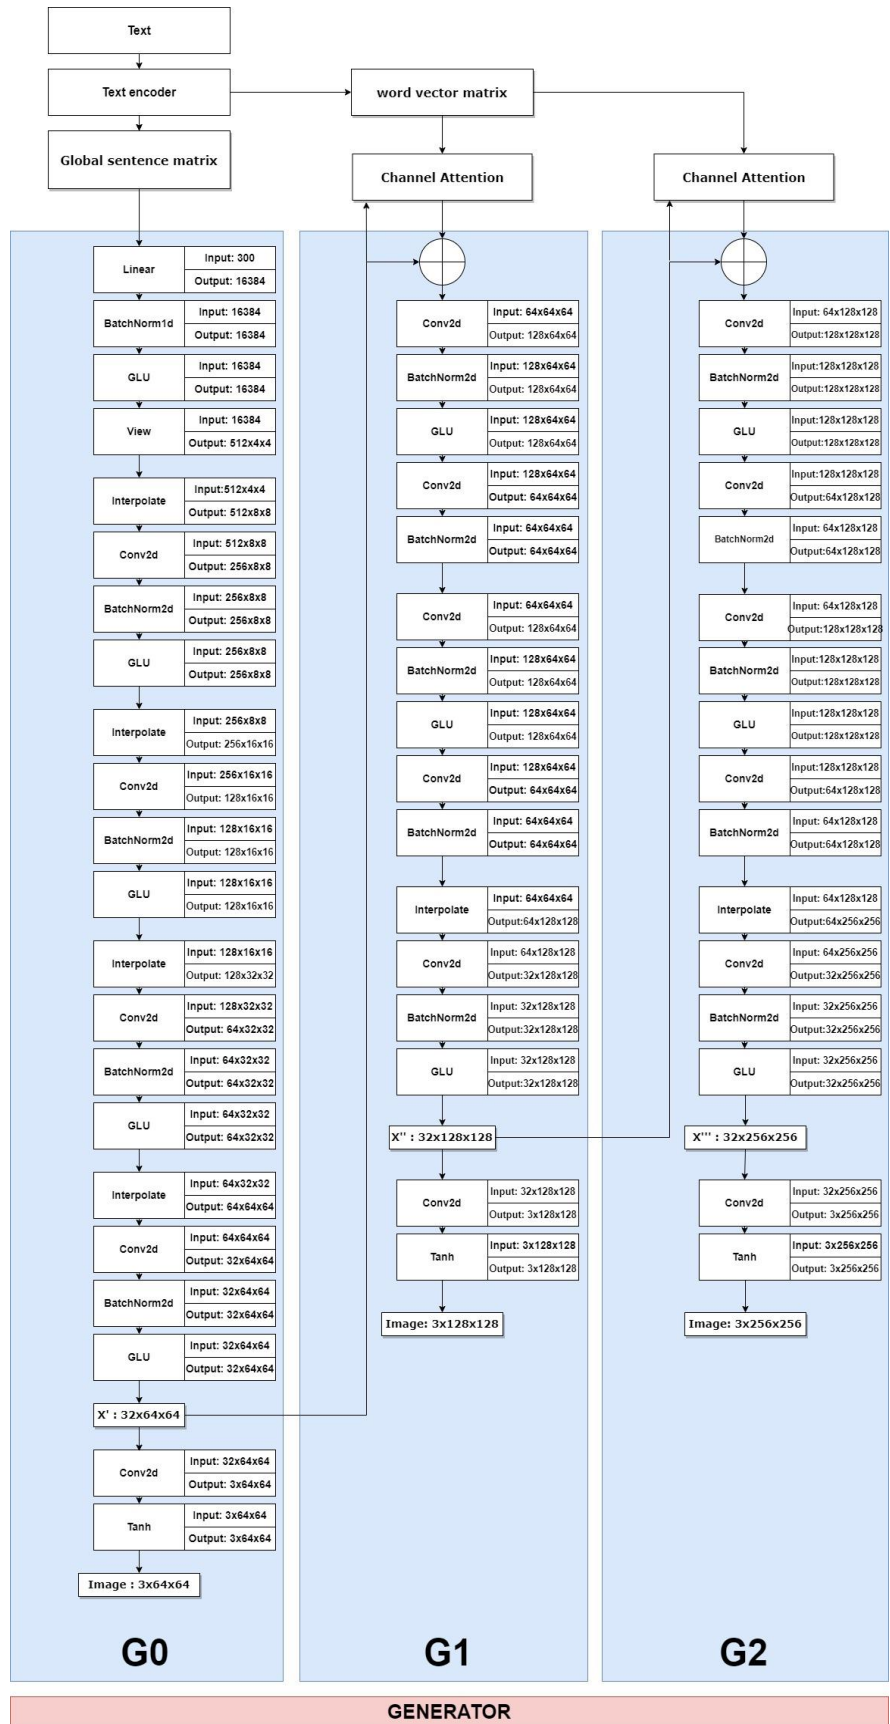 Text
Text encoder
word vector matrix
Global sentence matrix
Channel Attention
Channel Attention
Linear
Input: 300
Output: 16384
BatchNorm1d
Input: 16384
Output: 16384
GLU
Input: 16384
Output: 16384
View
Input: 16384
Output: 512x4x4
Interpolate
Input:512x4x4
Output: 512x8x8
Conv2d
Input: 512x8x8
Output: 256x8x8
BatchNorm2d
Input: 256x8x8
Output: 256x8x8
GLU
Input: 256x8x8
Output: 256x8x8
Interpolate
Input: 256x8x8
Output: 256x16x16
Conv2d
Input: 256x16x16
Output: 128x16x16
BatchNorm2d
Input: 128x16x16
Output: 128x16x16
GLU
Input: 128x16x16
Output: 128x16x16
Interpolate
Input: 128x16x16
Output: 128x32x32
Conv2d
Input: 128x32x32
Output: 64x32x32
BatchNorm2d
Input: 64x32x32
Output: 64x32x32
GLU
Input: 64x32x32
Output: 64x32x32
Interpolate
Input: 64x32x32
Output: 64x64x64
Conv2d
Input: 64x64x64
Output: 32x64x64
BatchNorm2d
Input: 32x64x64
Output: 32x64x64
GLU
Input: 32x64x64
Output: 32x64x64
X' : 32x64x64
Conv2d
Input: 32x64x64
Output: 3x64x64
Tanh
Input: 3x64x64
Output: 3x64x64
Image : 3x64x64
G0
Conv2d
Input: 64x64x64
Output: 128x64x64
BatchNorm2d
Input: 128x64x64
Output: 128x64x64
GLU
Input: 128x64x64
Output: 128x64x64
Conv2d
Input: 128x64x64
Output: 64x64x64
BatchNorm2d
Input: 64x64x64
Output: 64x64x64
Conv2d
Input: 64x64x64
Output: 128x64x64
BatchNorm2d
Input: 128x64x64
Output: 128x64x64
GLU
Input: 128x64x64
Output: 128x64x64
Conv2d
Input: 128x64x64
Output: 64x64x64
BatchNorm2d
Input: 64x64x64
Output: 64x64x64
Interpolate
Input: 64x64x64
Output:64x128x128
Conv2d
Input: 64x128x128
Output:32x128x128
BatchNorm2d
Input: 32x128x128
Output:32x128x128
GLU
Input: 32x128x128
Output:32x128x128
X'' : 32x128x128
Conv2d
Input: 32x128x128
Output: 3x128x128
Tanh
Input: 3x128x128
Output: 3x128x128
Image: 3x128x128
G1
Conv2d
Input: 64x128x128
Output:128x128x128
BatchNorm2d
Input:128x128x128
Output:128x128x128
GLU
Input:128x128x128
Output:128x128x128
Conv2d
Input:128x128x128
Output:64x128x128
BatchNorm2d
Input: 64x128x128
Output:64x128x128
Conv2d
Input: 64x128x128
Output:128x128x128
BatchNorm2d
Input:128x128x128
Output:128x128x128
GLU
Input:128x128x128
Output:128x128x128
Conv2d
Input:128x128x128
Output:64x128x128
BatchNorm2d
Input: 64x128x128
Output:64x128x128
Interpolate
Input: 64x128x128
Output:64x256x256
Conv2d
Input: 64x256x256
Output:32x256x256
BatchNorm2d
Input: 32x256x256
Output:32x256x256
GLU
Input: 32x256x256
Output:32x256x256
X''' : 32x256x256
Conv2d
Input: 32x256x256
Output: 3x256x256
Tanh
Input: 3x256x256
Output: 3x256x256
Image: 3x256x256
G2
GENERATOR